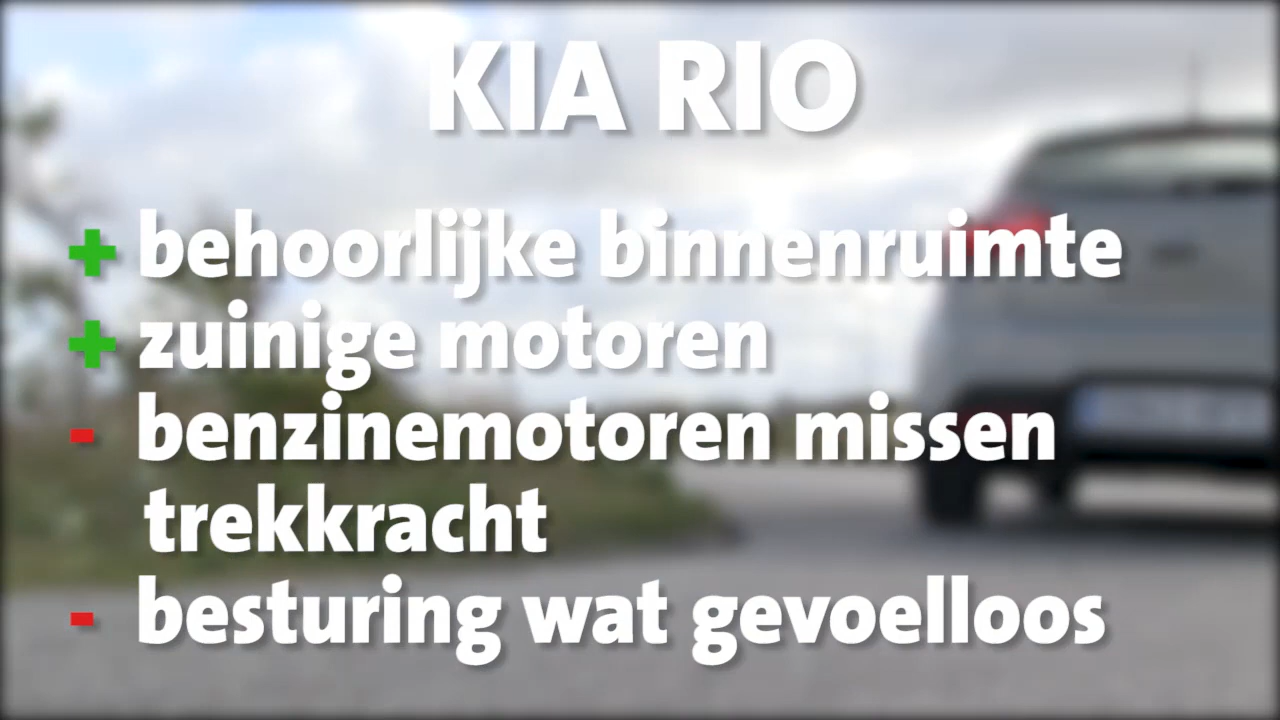 KIA RIO
+ behoorlijke binnenruimte
+ zuinige motoren
- benzinemotoren missen
trekkracht
- besturing wat gevoelloos